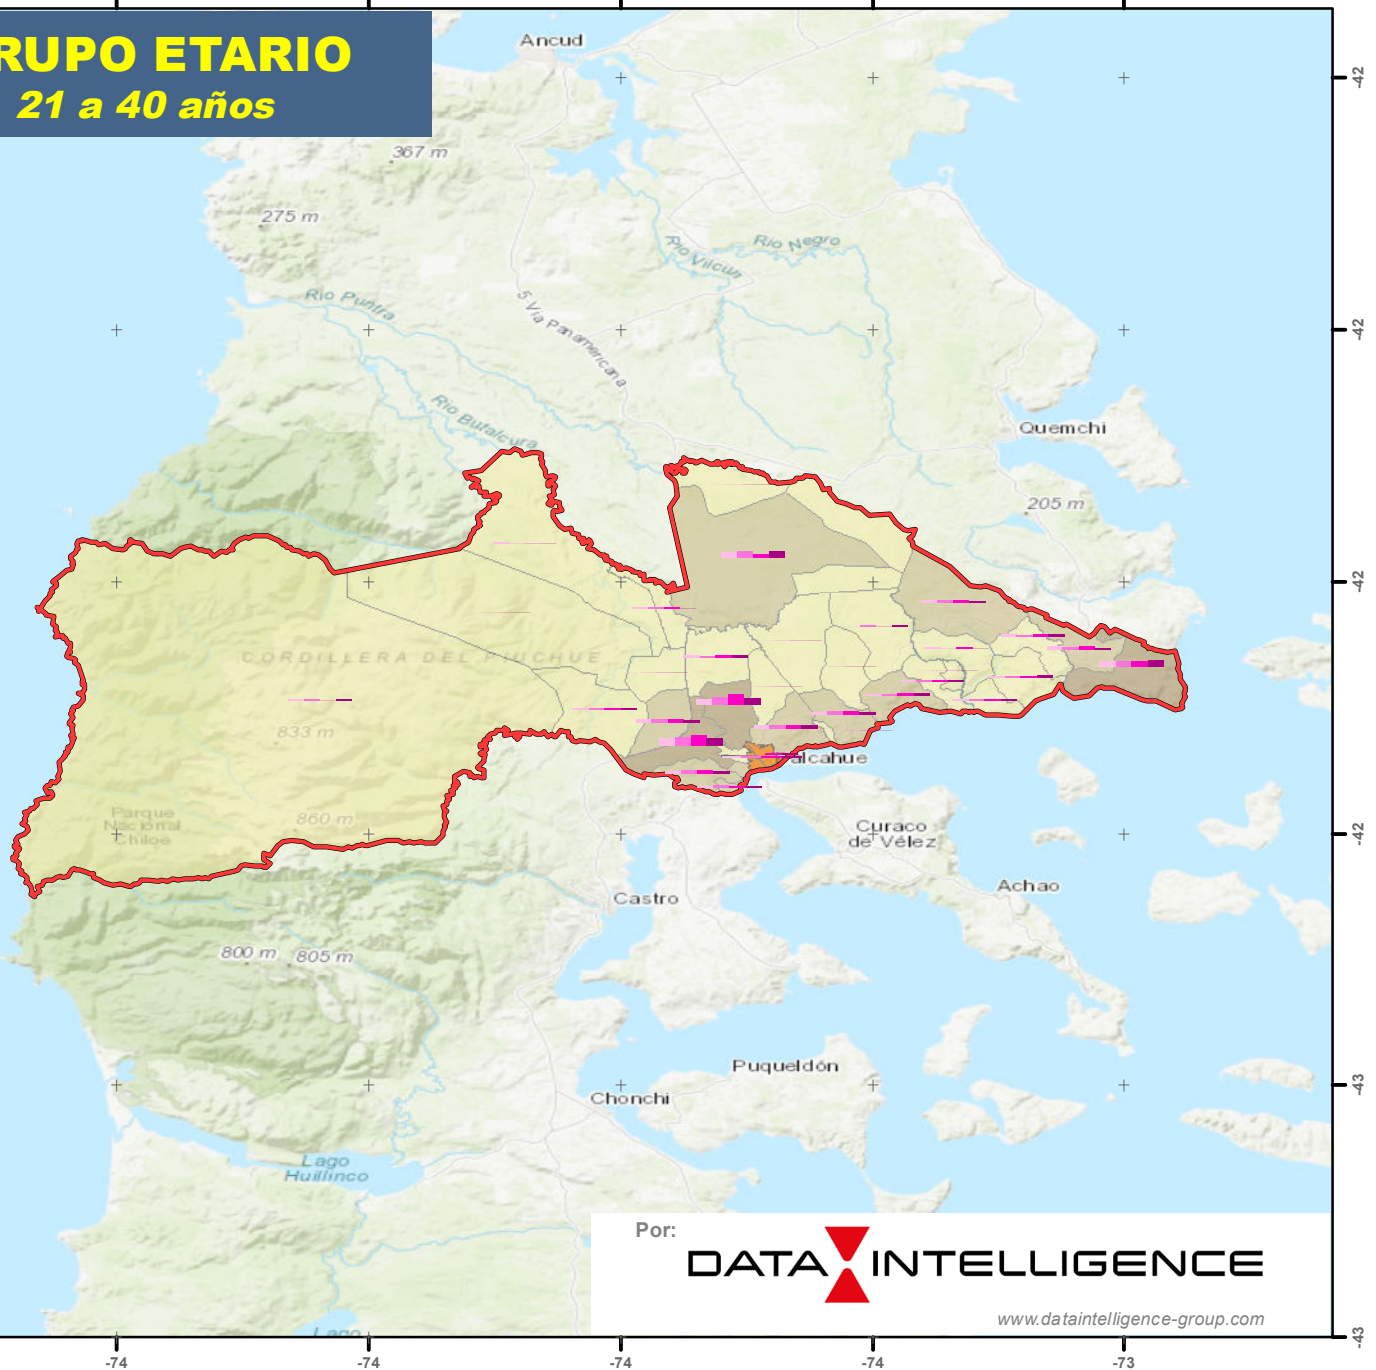 RUPO ETARIO
21 a 40 años
Ancud
367 m
275 m
Rio Negro
Rio Vilcun
Rio Puntra
5 Via Panamericana
Rio Butalcura
Quemchi
205 m
CORDILLERA DEL PIUCHUE
833 m
alcahue
860 m
Parque
Nacional
Chiloe
Curaco
de Vélez
Achao
Castro
800 m
805 m
Puqueldón
Chonchi
Lago
Huillinco
Lago
Por:
DATA INTELLIGENCE
www.dataintelligence-group.com
-42
-42
-42
-42
-43
-43
-74
-74
-74
-74
-73